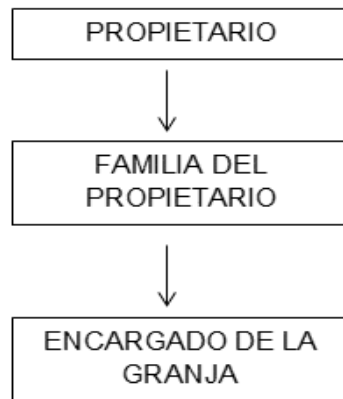 PROPIETARIO
FAMILIA DEL
PROPIETARIO
ENCARGADO DE LA
GRANJA